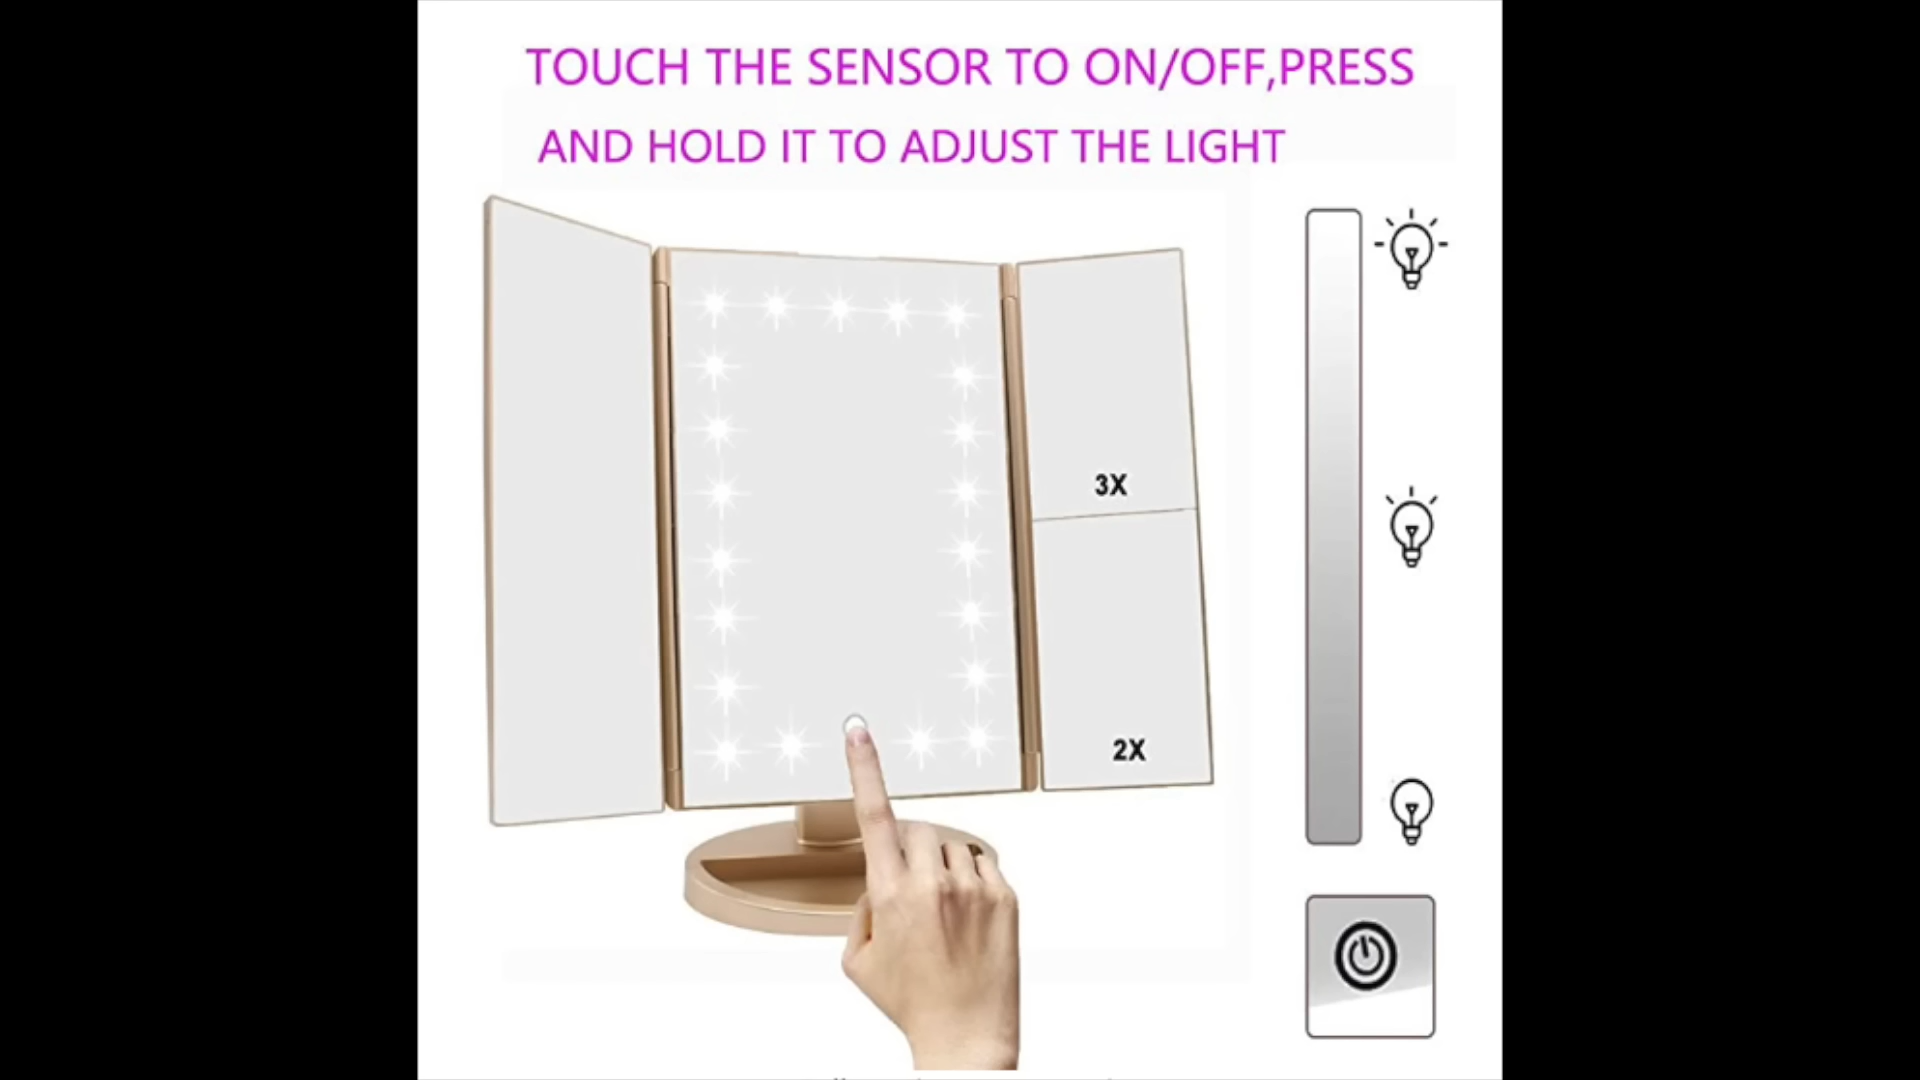 TOUCH THE SENSOR TO ON/OFF,PRESS
AND HOLD IT TO ADJUST THE LIGHT
3X
2X